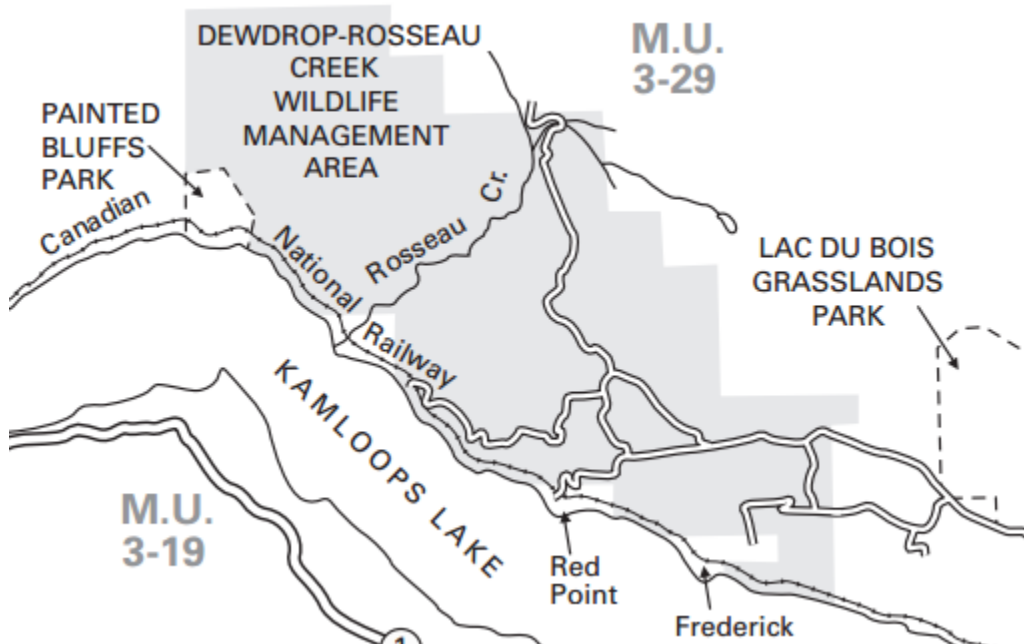 DEWDROP-ROSSEAU
CREEK
WILDLIFE
MANAGEMENT
AREA
M.U.
3-29
PAINTED
BLUFFS
PARK
Canadian
National
Railway
Rosseau Cr.
LAC DU BOIS
GRASSLANDS
PARK
KAMLOOPS LAKE
M.U.
3-19
Red
Point
Frederick
1